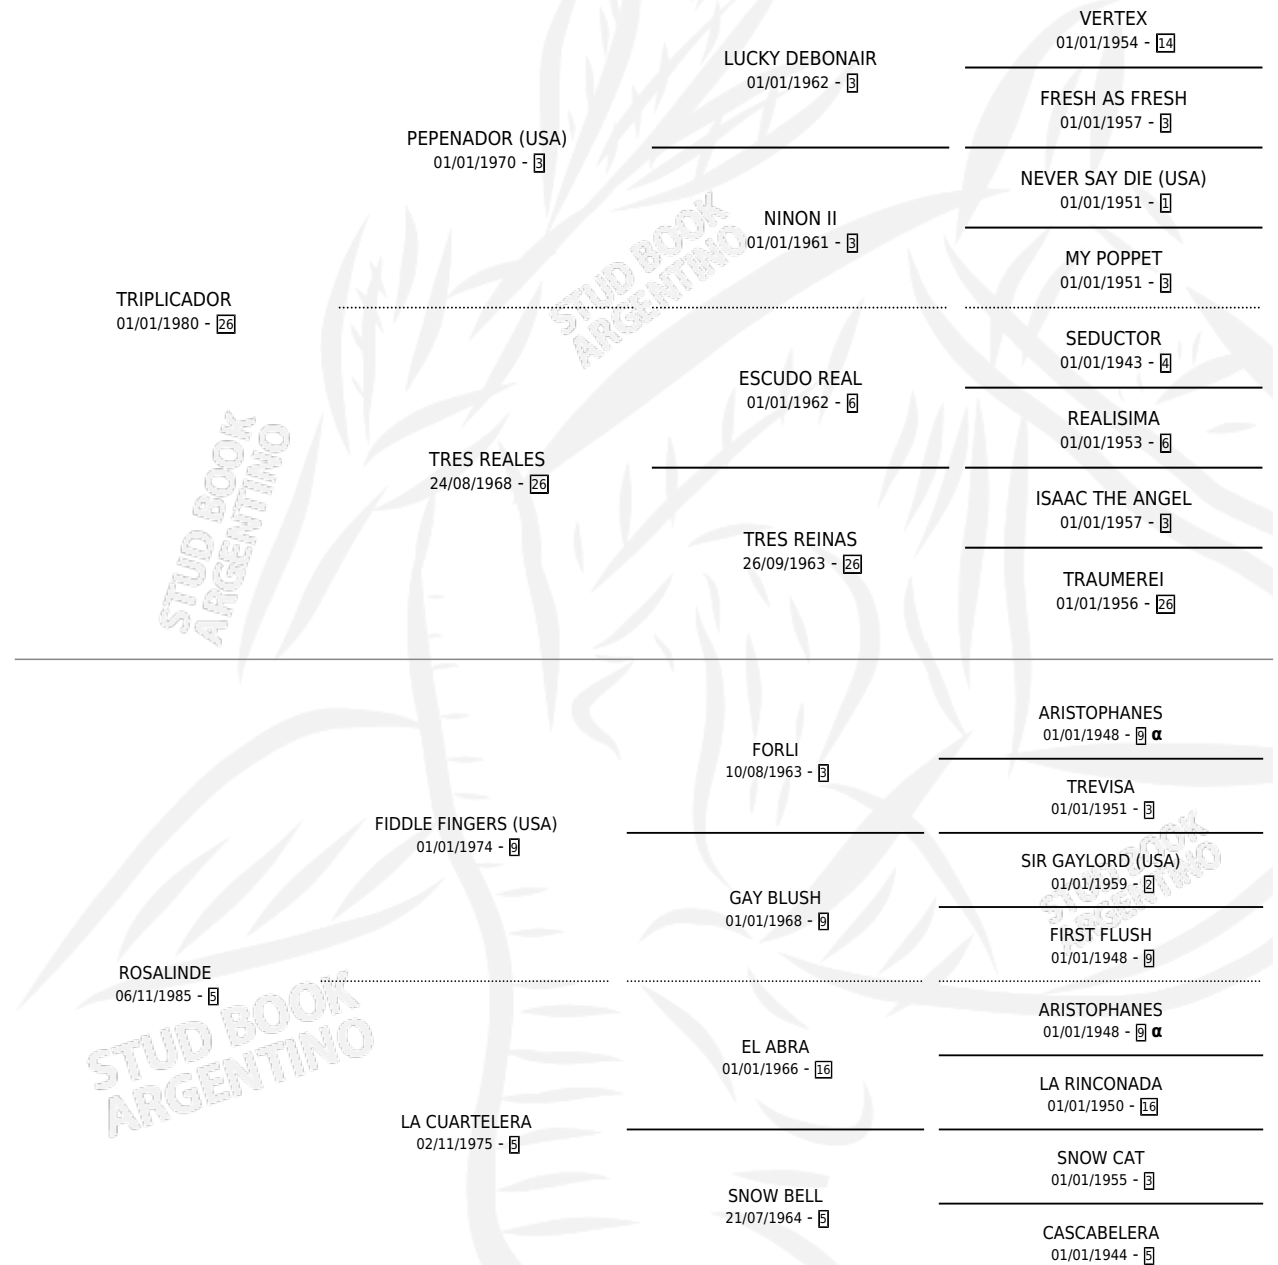 VERTEX
01/01/1954 - 14
LUCKY DEBONAIR
01/01/1962 - 3
FRESH AS FRESH
01/01/1957 - 3
PEPENADOR (USA)
01/01/1970 - 3
NEVER SAY DIE (USA)
01/01/1951 - 1
NINON II
01/01/1961 - 3
MY POPPET
01/01/1951 - 3
TRIPLICADOR
01/01/1980 - 26
SEDUCTOR
01/01/1943 - 4
ESCUDO REAL
01/01/1962 - 6
REALISIMA
01/01/1953 - 6
TRES REALES
24/08/1968 - 26
ISAAC THE ANGEL
01/01/1957 - 3
TRES REINAS
26/09/1963 - 26
TRAUMEREI
01/01/1956 - 26
STUD BOOK
ARGENTINO
STUD BOOK
ARGENTINO
ARISTOPHANES
01/01/1948 - 9 α
FORLI
10/08/1963 - 3
TREVISA
01/01/1951 - 3
FIDDLE FINGERS (USA)
01/01/1974 - 9
SIR GAYLORD (USA)
01/01/1959 - 2
GAY BLUSH
01/01/1968 - 9
FIRST FLUSH
01/01/1948 - 9
ROSALINDE
06/11/1985 - 5
ARISTOPHANES
01/01/1948 - 9 α
EL ABRA
01/01/1966 - 16
LA RINCONADA
01/01/1950 - 16
LA CUARTELERA
02/11/1975 - 5
SNOW CAT
01/01/1955 - 3
SNOW BELL
21/07/1964 - 5
CASCABELERA
01/01/1944 - 5
STUD BOOK
ARGENTINO
STUD BOOK
ARGENTINO